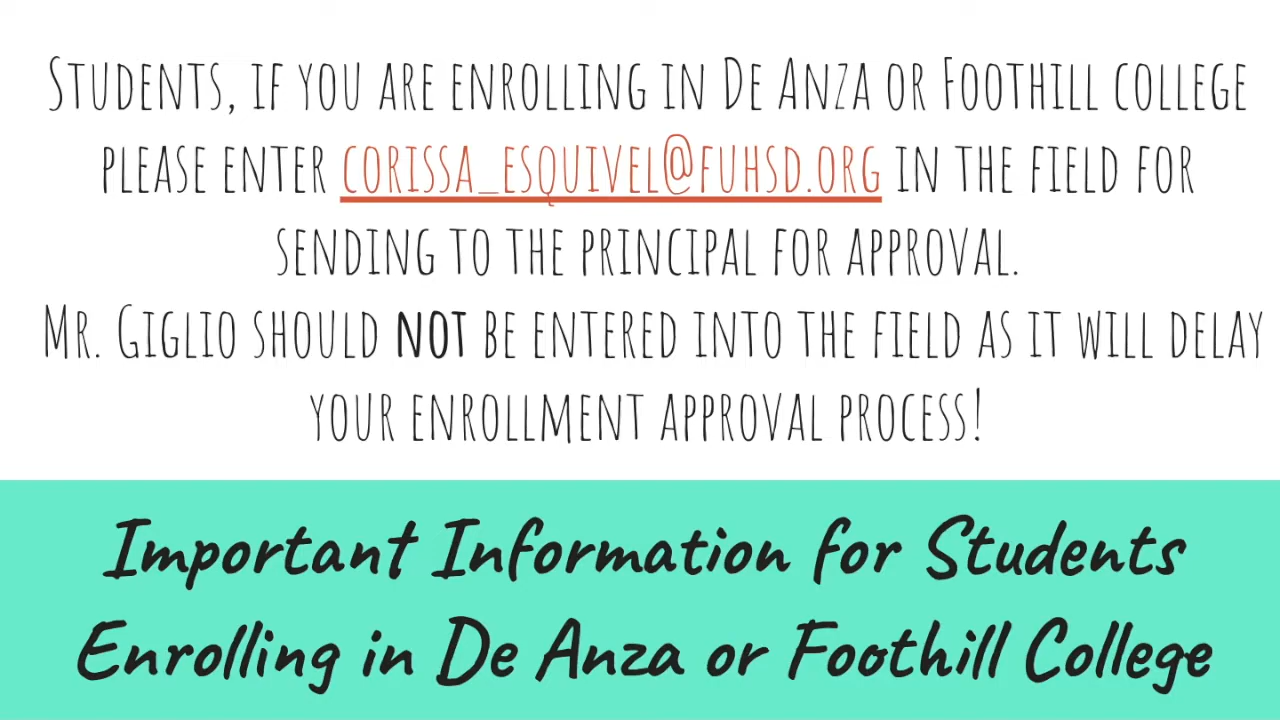 STUDENTS, IF YOU ARE ENROLLING IN DE ANZA OR FOOTHILL COLLEGE
PLEASE ENTER CORISSA_ESQUIVEL@FUHSD.ORG IN THE FIELD FOR
SENDING TO THE PRINCIPAL FOR APPROVAL.
MR. GIGLIO SHOULD NOT BE ENTERED INTO THE FIELD AS IT WILL DELAY
YOUR ENROLLMENT APPROVAL PROCESS!
Important Information for Students
Enrolling in De Anza or Foothill College